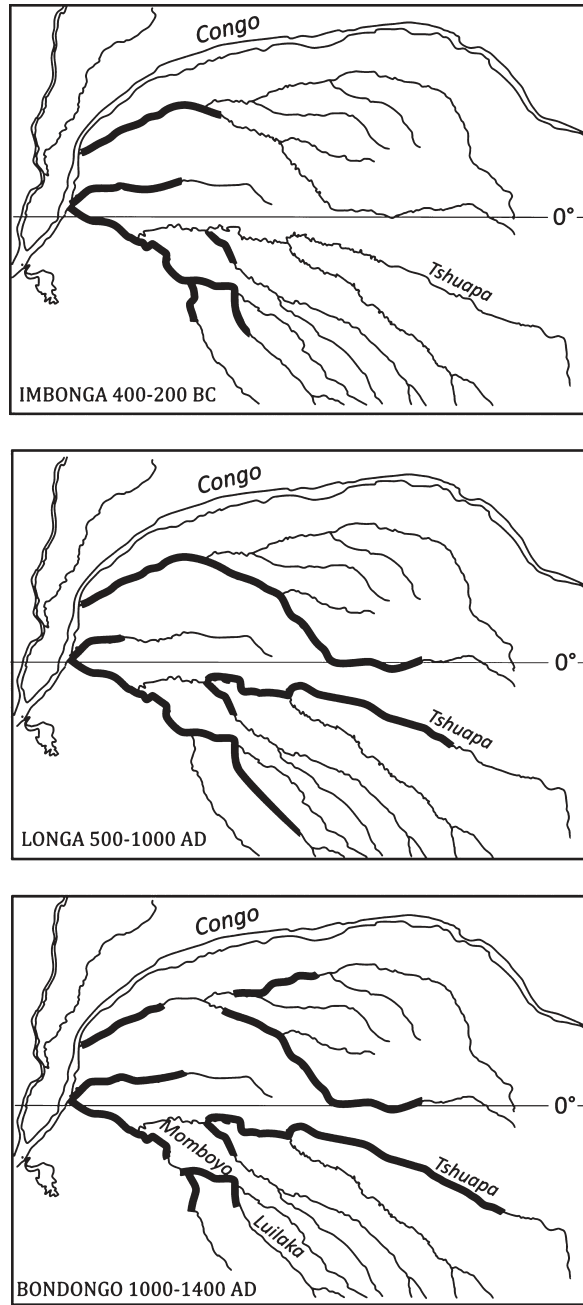 Congo
0°
Tshuapa
IMBONGA 400-200 BC
Congo
0°
Tshuapa
LONGA 500-1000 AD
Congo
0°
Momboyo
Tshuapa
Luilaka
BONDONGO 1000-1400 AD